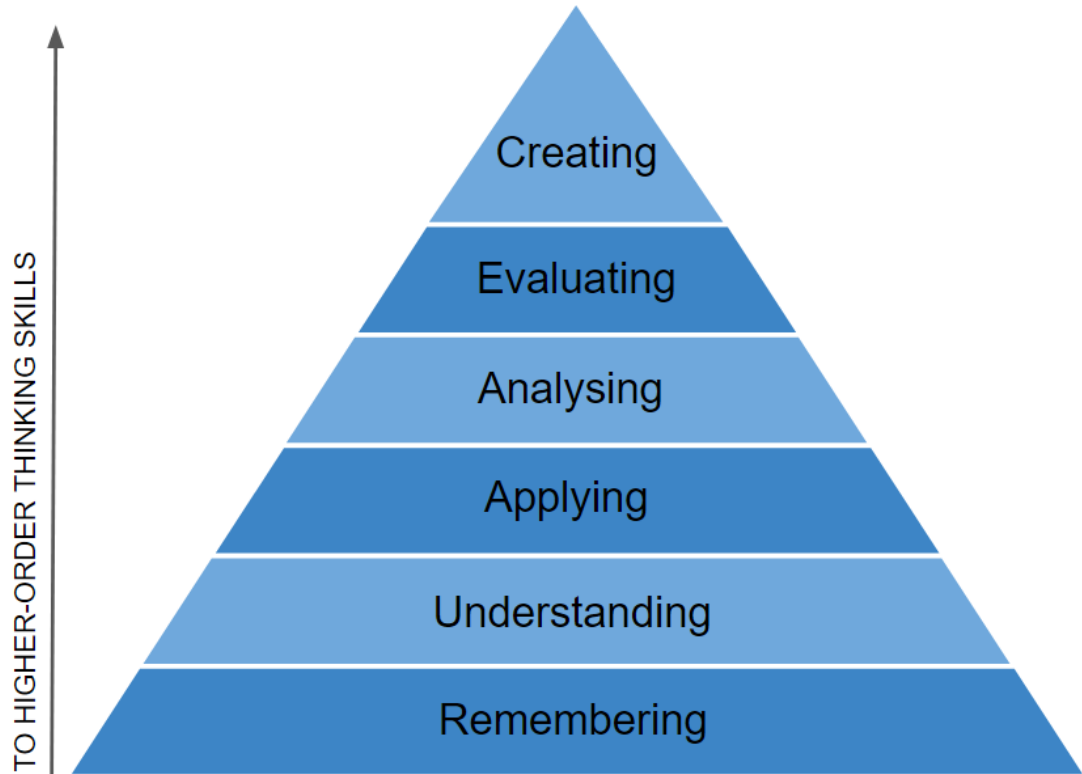 Creating
Evaluating
Analysing
Applying
Understanding
Remembering
TO HIGHER-ORDER THINKING SKILLS